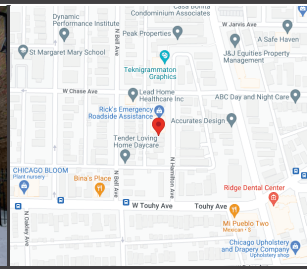 Casa Bonita
Condominium Associates
Dynamic
Performance Institute
N Bell Ave
Peak Properties
W Jarvis Ave
A Safe Haven
St Margaret Mary School
J&J Equities Property
Management
Teknigrammaton
Graphics
W Chase Ave
Lead Home
Healthcare Inc
ABC Day and Night Care
Rick's Emergency
Roadside Assistance
Accurates Design
Tender Loving
Home Daycare
CHICAGO BLOOM
Plant nursery
Bina's Place
N Bell Ave
N Hamilton Ave
Ridge Dental Center
N Oakley Ave
W Touhy Ave
Touhy Ave
Mi Pueblo Two
Mexican • $
Chicago Upholstery
and Drapery Company
Upholstery shop